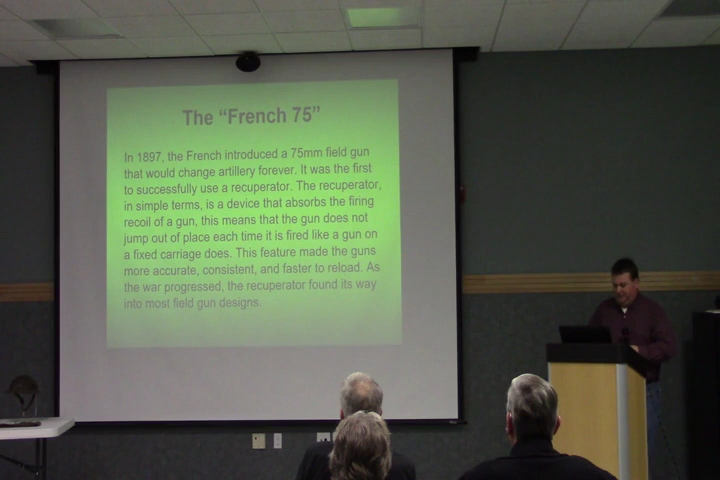 The “French 75”
In 1897, the French introduced a 75mm field gun
that would change artillery forever. It was the first
to successfully use a recuperator. The recuperator,
in simple terms, is a device that absorbs the firing
recoil of a gun, this means that the gun does not
jump out of place each time it is fired like a gun on
a fixed carriage does. This feature made the guns
more accurate, consistent, and faster to reload. As
the war progressed, the recuperator found its way
into most field gun designs.